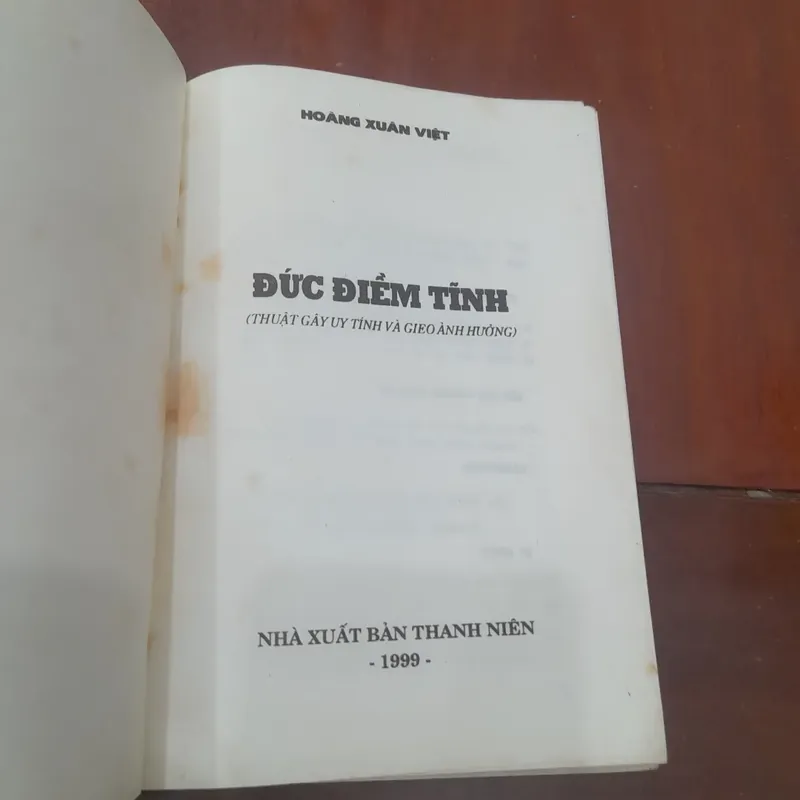 HOÀNG XUÂN VIỆT
ĐỨC ĐIỀM TĨNH
(THUẬT GÂY UY TÍNH VÀ GIEO ẢNH HƯỞNG)
NHÀ XUẤT BẢN THANH NIÊN
- 1999 -